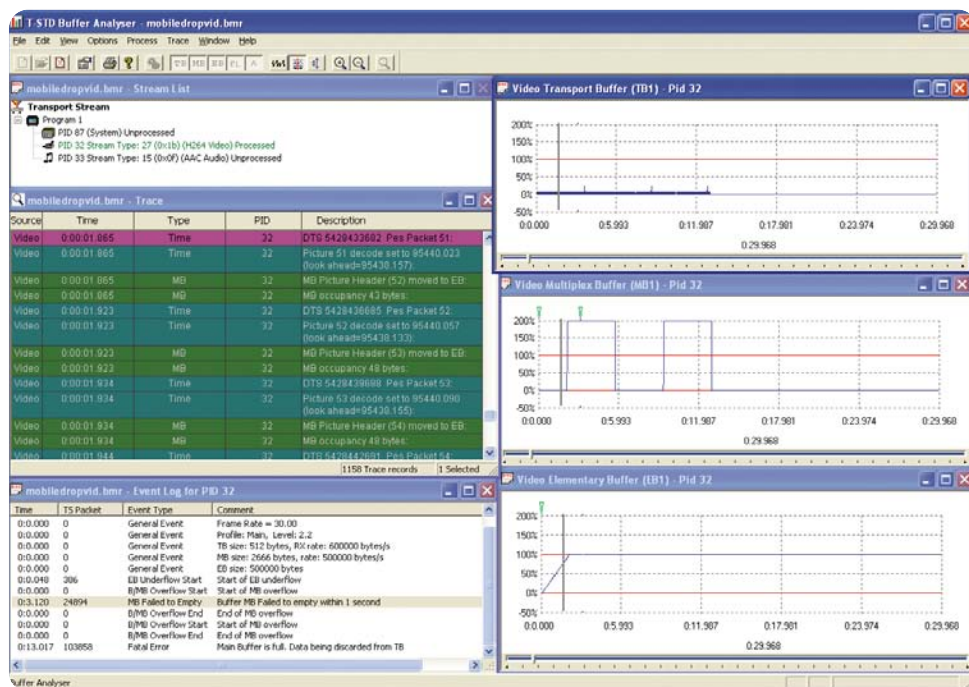 T-STD Buffer Analyser - mobiledropvid.bmr
File Edit View Options Process Trace Window Help
TB MB EB FL A
mobiledropvid.bmr - Stream List
Transport Stream
Program 1
PID 87 (System) Unprocessed
PID 32 Stream Type: 27 (0x1b) (H264 Video) Processed
PID 33 Stream Type: 15 (0x0f) (AAC Audio) Unprocessed
mobiledropvid.bmr - Trace
Source Time Type PID Description
Video 0:00:01.865 Time 32 DTS 5429433602 Pes Packet 51:
Video 0:00:01.865 Time 32 Picture 51 decode set to 95440.023
(look ahead=95438.157):
Video 0:00:01.865 MB 32 MB Picture Header (52) moved to EB:
Video 0:00:01.865 MB 32 MB occupancy 43 bytes:
Video 0:00:01.923 Time 32 DTS 5428436685 Pes Packet 52:
Video 0:00:01.923 Time 32 Picture 52 decode set to 95440.057
(look ahead=95438.133):
Video 0:00:01.923 MB 32 MB Picture Header (53) moved to EB:
Video 0:00:01.923 MB 32 MB occupancy 48 bytes:
Video 0:00:01.934 Time 32 DTS 5428439688 Pes Packet 53:
Video 0:00:01.934 Time 32 Picture 53 decode set to 95440.090
(look ahead=95438.155):
Video 0:00:01.934 MB 32 MB Picture Header (54) moved to EB:
Video 0:00:01.934 MB 32 MB occupancy 48 bytes:
Video 0:00:01.944 Time 32 DTS 5428442691 Pes Packet 54:
1158 Trace records 1 Selected
mobiledropvid.bmr - Event Log for PID 32
Time TS Packet Event Type Comment
0:0.000 0 General Event Frame Rate = 30.00
0:0.000 0 General Event Profile: Main, Level: 2.2
0:0.000 0 General Event TB size: 512 bytes, RX rate: 600000 bytes/s
0:0.000 0 General Event MB size: 2666 bytes, rate: 500000 bytes/s
0:0.000 0 General Event EB size: 500000 bytes
0:0.048 386 EB Underflow Start Start of EB underflow
0:0.000 0 B/MB Overflow Start Start of MB overflow
0:3.120 24894 MB Failed to Empty Buffer MB Failed to empty within 1 second
0:0.000 0 B/MB Overflow End End of MB overflow
0:0.000 0 B/MB Overflow Start Start of MB overflow
0:0.000 0 B/MB Overflow End End of MB overflow
0:13.017 103858 Fatal Error Main Buffer is full. Data being discarded from TB
Buffer Analyser
Video Transport Buffer (TB1) - Pid 32
200%
150%
100%
50%
0%
-50%
0:0.000 0:5.993 0:11.987 0:17.981 0:23.974 0:29.968
0:29.968
Video Multiplex Buffer (MB1) - Pid 32
200%
150%
100%
50%
0%
-50%
0:0.000 0:5.993 0:11.987 0:17.981 0:23.974 0:29.968
0:29.968
Video Elementary Buffer (EB1) - Pid 32
200%
150%
100%
50%
0%
-50%
0:0.000 0:5.993 0:11.987 0:17.981 0:23.974 0:29.968
0:29.968